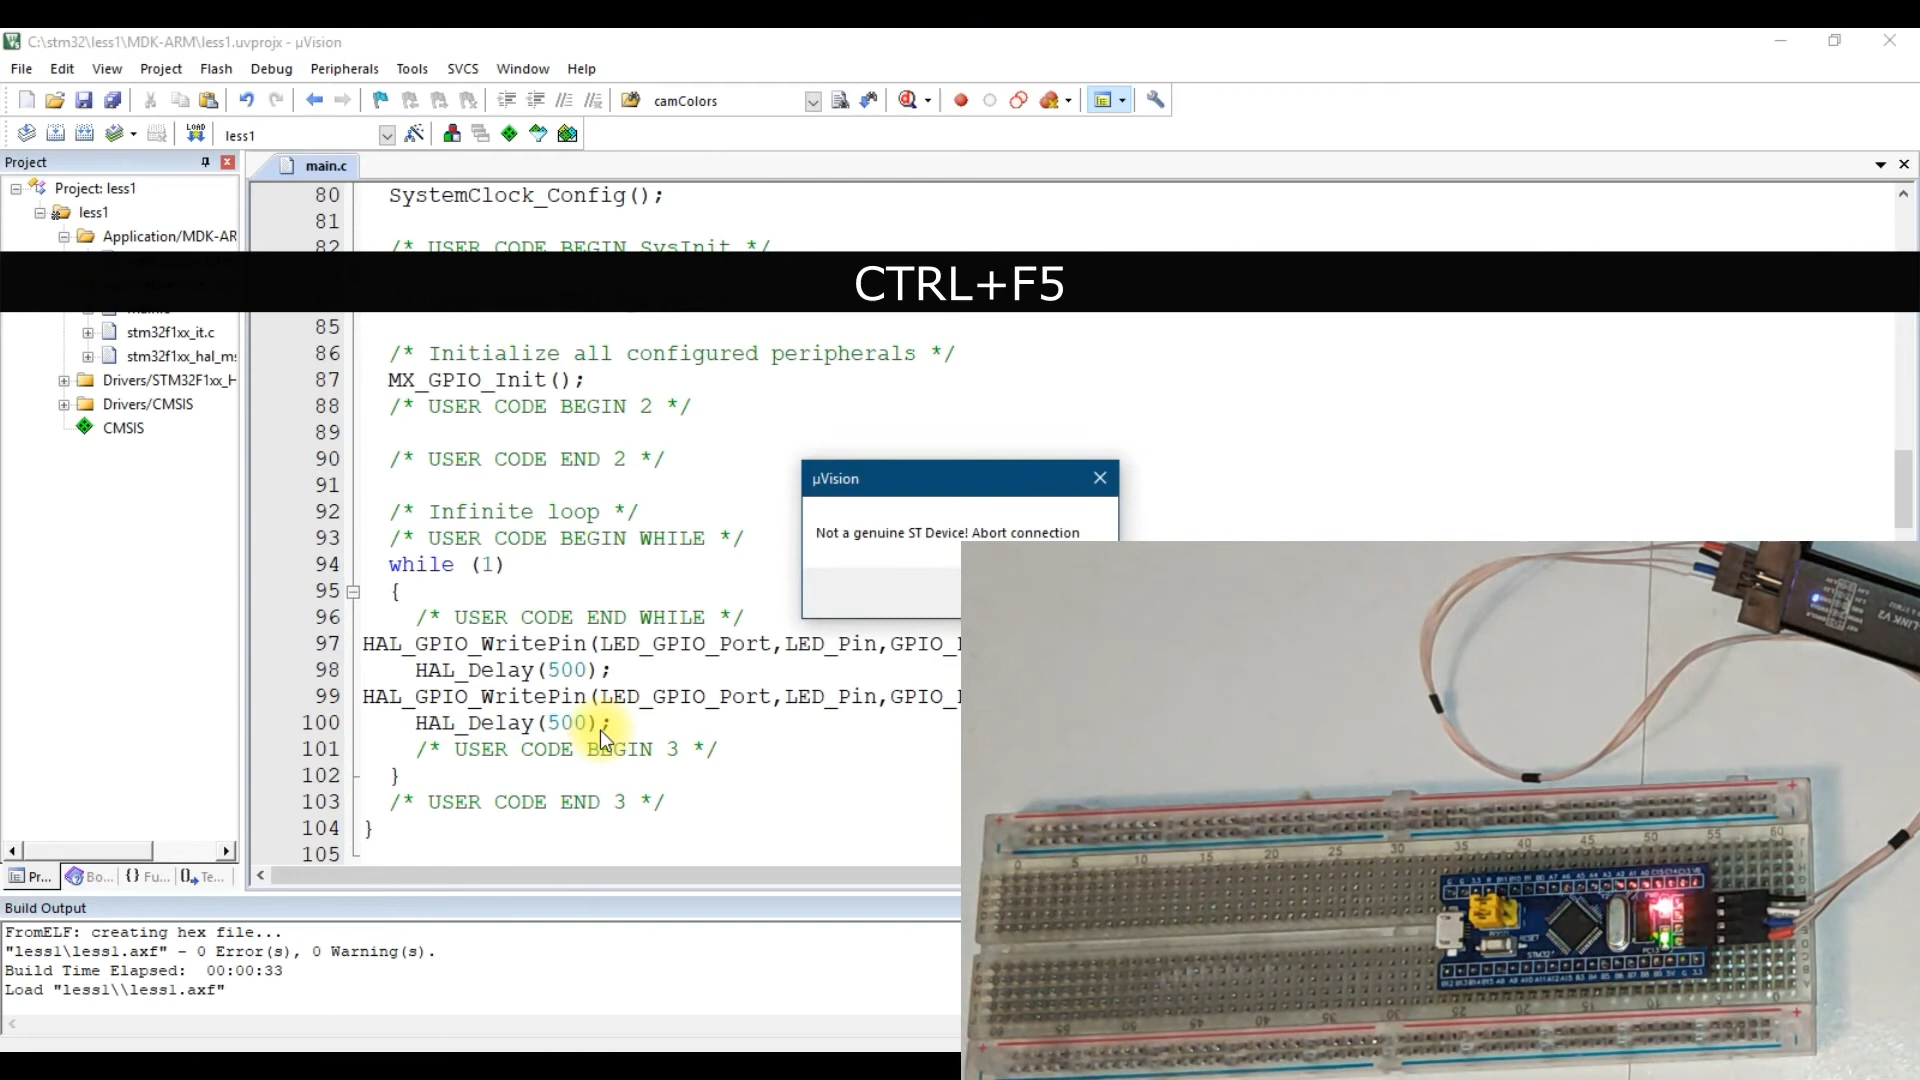 C:\stm32\less1\MDK-ARM\less1.uvprojx - µVision
File Edit View Project Flash Debug Peripherals Tools SVCS Window Help
camColors
LOAD less1
Project
main.c
Project: less1
less1
Application/MDK-AR
stm32f1xx_it.c
stm32f1xx_hal_m
Drivers/STM32F1xx_H
Drivers/CMSIS
CMSIS
80 SystemClock_Config();
81
82 /* USER CODE BEGIN SysInit */
CTRL+F5
85
86 /* Initialize all configured peripherals */
87 MX_GPIO_Init();
88 /* USER CODE BEGIN 2 */
89
90 /* USER CODE END 2 */
91
92 /* Infinite loop */
93 /* USER CODE BEGIN WHILE */
94 while (1)
95 {
96 /* USER CODE END WHILE */
97 HAL_GPIO_WritePin(LED_GPIO_Port,LED_Pin,GPIO_
98 HAL_Delay(500);
99 HAL_GPIO_WritePin(LED_GPIO_Port,LED_Pin,GPIO_
100 HAL_Delay(500);
101 /* USER CODE BEGIN 3 */
102 }
103 /* USER CODE END 3 */
104 }
105
µVision
Not a genuine ST Device! Abort connection
Pr... Bo... {} Fu... Te...
Build Output
FromELF: creating hex file...
"less1\less1.axf" - 0 Error(s), 0 Warning(s).
Build Time Elapsed: 00:00:33
Load "less1\\less1.axf"